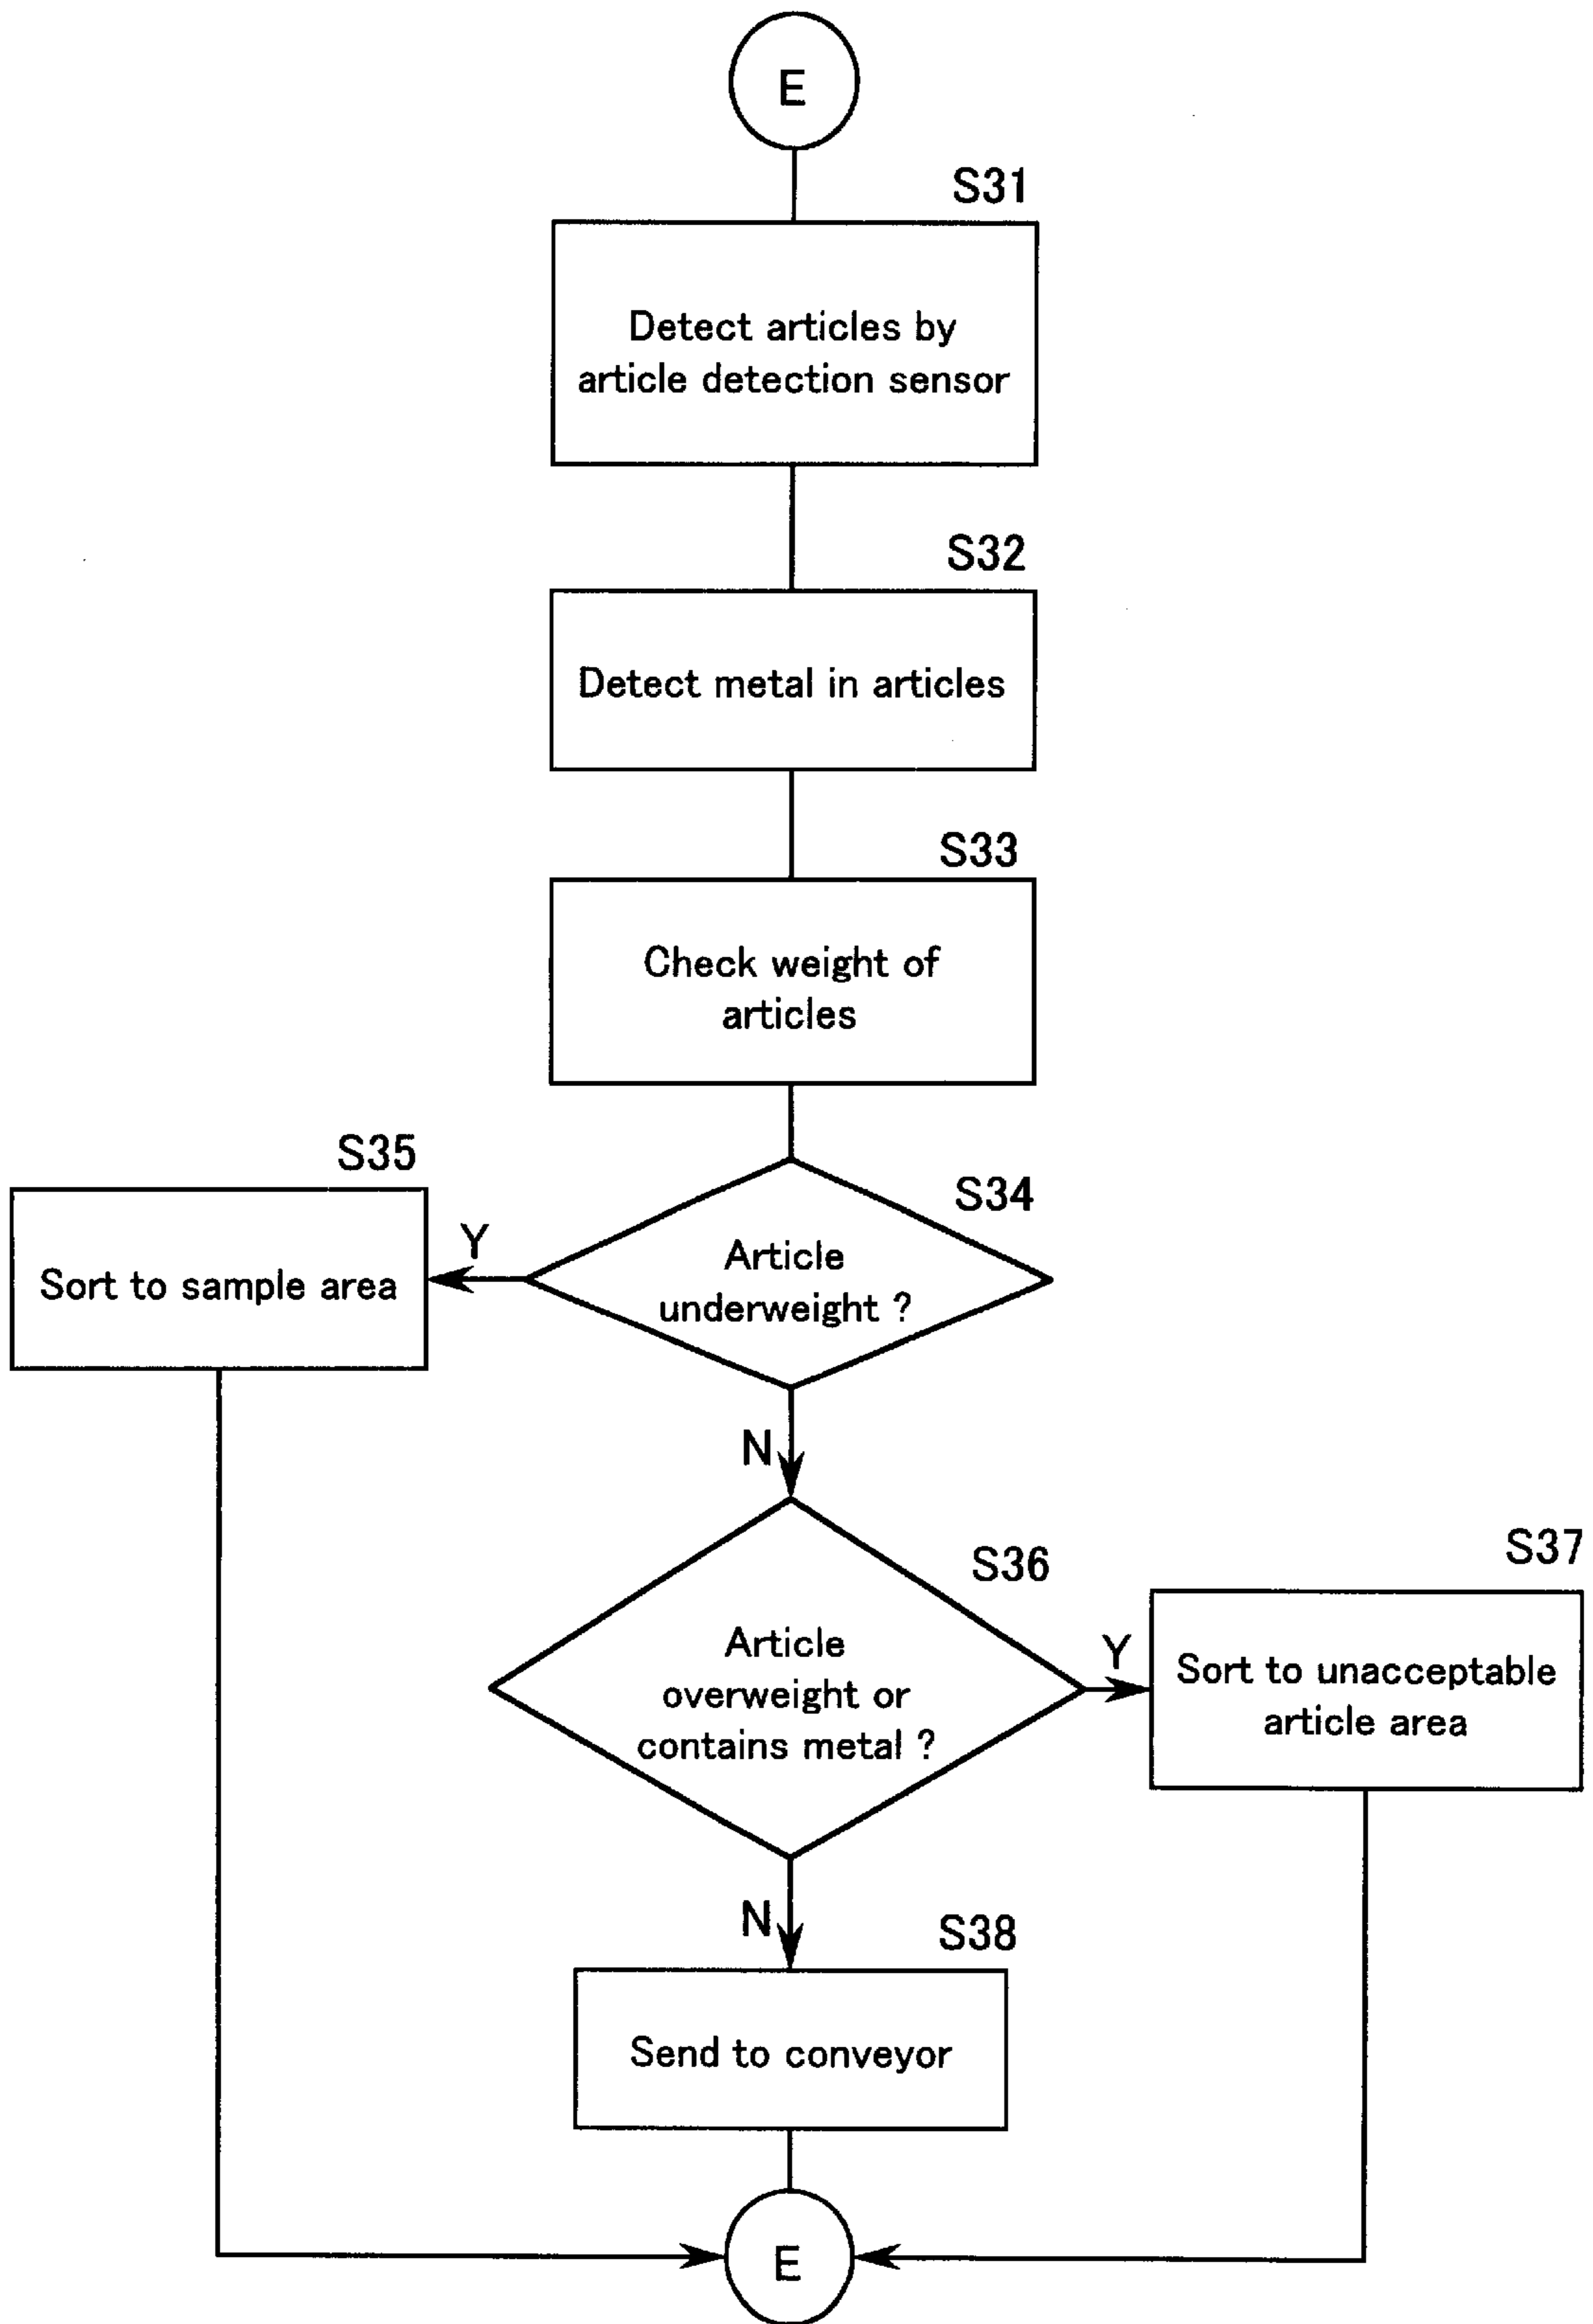 E
S31
Detect articles by
article detection sensor
S32
Detect metal in articles
S33
Check weight of
articles
S35
Sort to sample area
Y
S34
Article
underweight ?
N
S36
Article
overweight or
contains metal ?
Y
S37
Sort to unacceptable
article area
N
S38
Send to conveyor
E